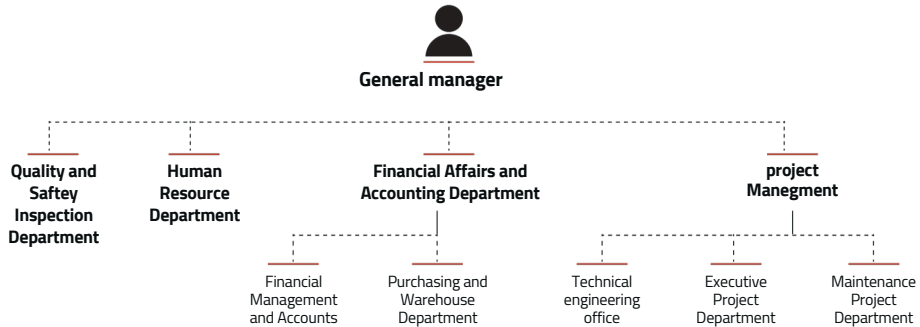 General manager
Quality and
Saftey
Inspection
Department
Human
Resource
Department
Financial Affairs and
Accounting Department
project
Manegment
Financial
Management
and Accounts
Purchasing and
Warehouse
Department
Technical
engineering
office
Executive
Project
Department
Maintenance
Project
Department